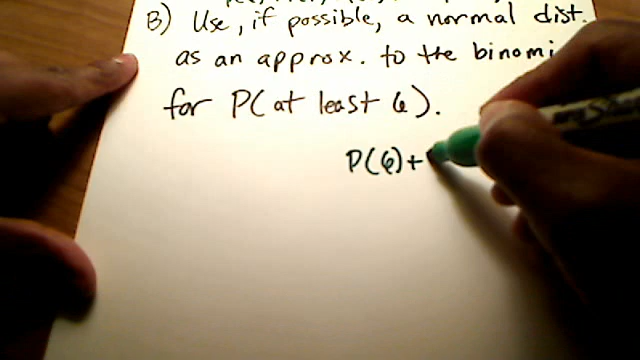 B) Use, if possible, a normal dist.
as an approx. to the binomi
for P(at least 6).
P(6)+